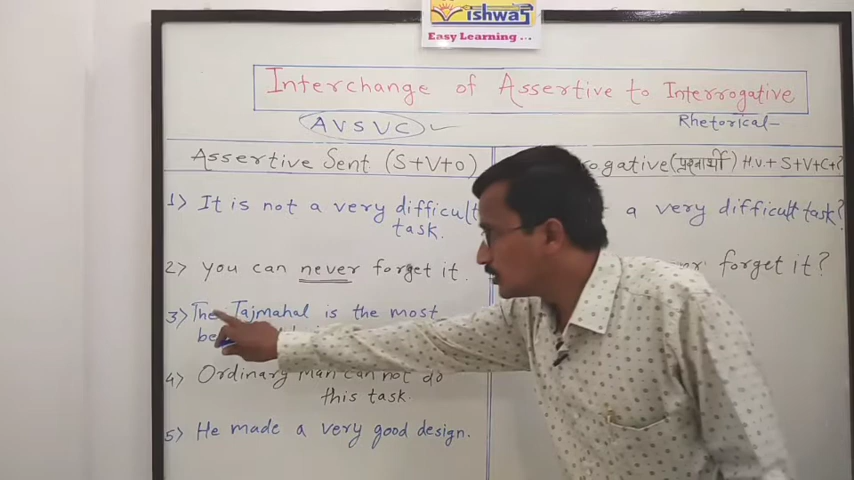 Yishwaj
Easy Learning ...
Interchange of Assertive to Interrogative
AVSVC
Rhetorical-
Assertive Sent. (S+V+O)
(प्रश्नार्थी) H.V.+S+V+C+?
1> It is not a very difficult
task.
a very difficult task?
2> you can never forget it.
forget it?
3> The Tajmahal is the most
4> Ordinary Man can not do
this task.
5> He made a very good design.